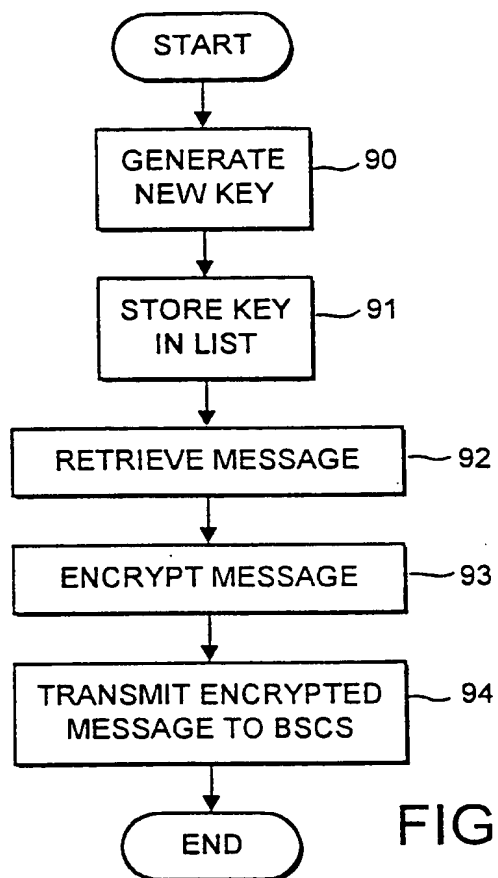 START
GENERATE
NEW KEY
90
STORE KEY
IN LIST
91
RETRIEVE MESSAGE
92
ENCRYPT MESSAGE
93
TRANSMIT ENCRYPTED
MESSAGE TO BSCS
94
END
FIG